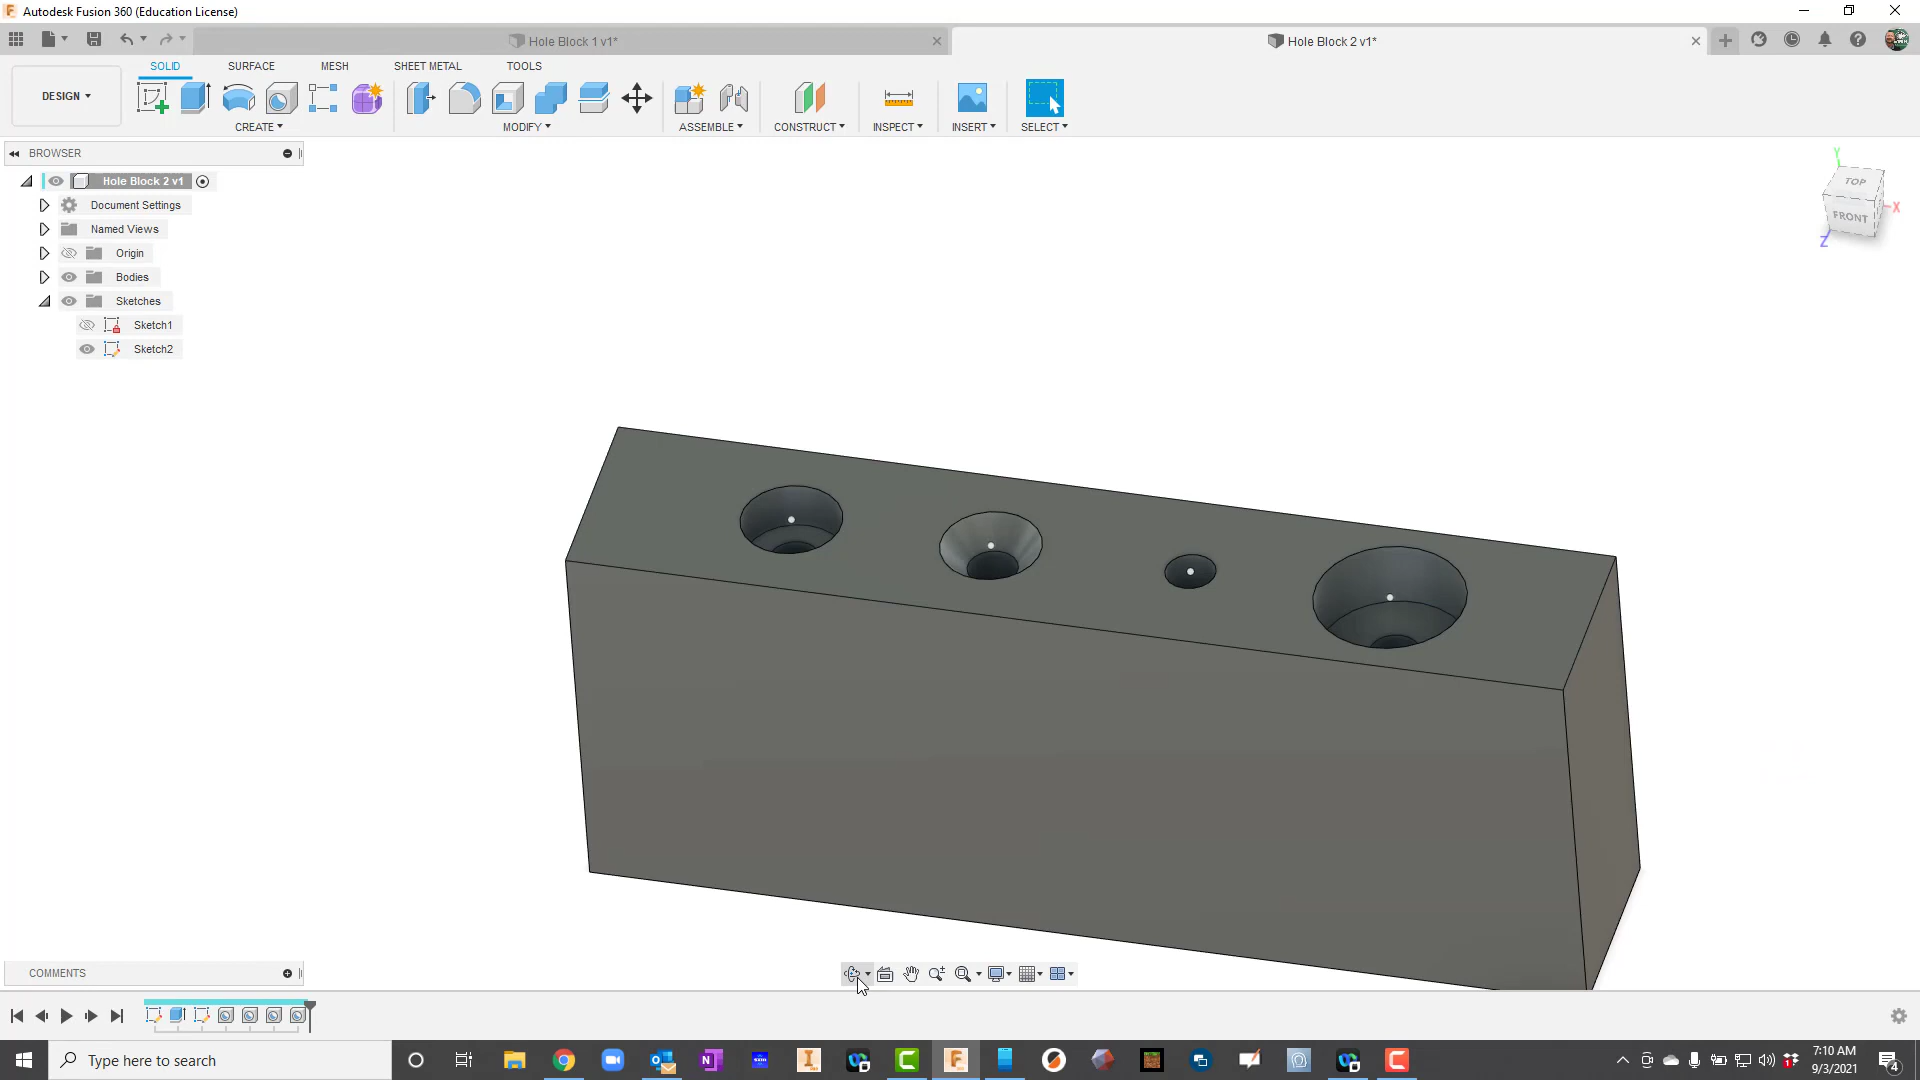 Autodesk Fusion 360 (Education License)
Hole Block 1 v1*
Hole Block 2 v1*
SOLID
SURFACE
MESH
SHEET METAL
TOOLS
DESIGN
CREATE
MODIFY
ASSEMBLE
CONSTRUCT
INSPECT
INSERT
SELECT
BROWSER
Hole Block 2 v1
Document Settings
Named Views
Origin
Bodies
Sketches
Sketch1
Sketch2
Y
TOP
FRONT
X
Z
COMMENTS
Type here to search
7:10 AM
9/3/2021
4